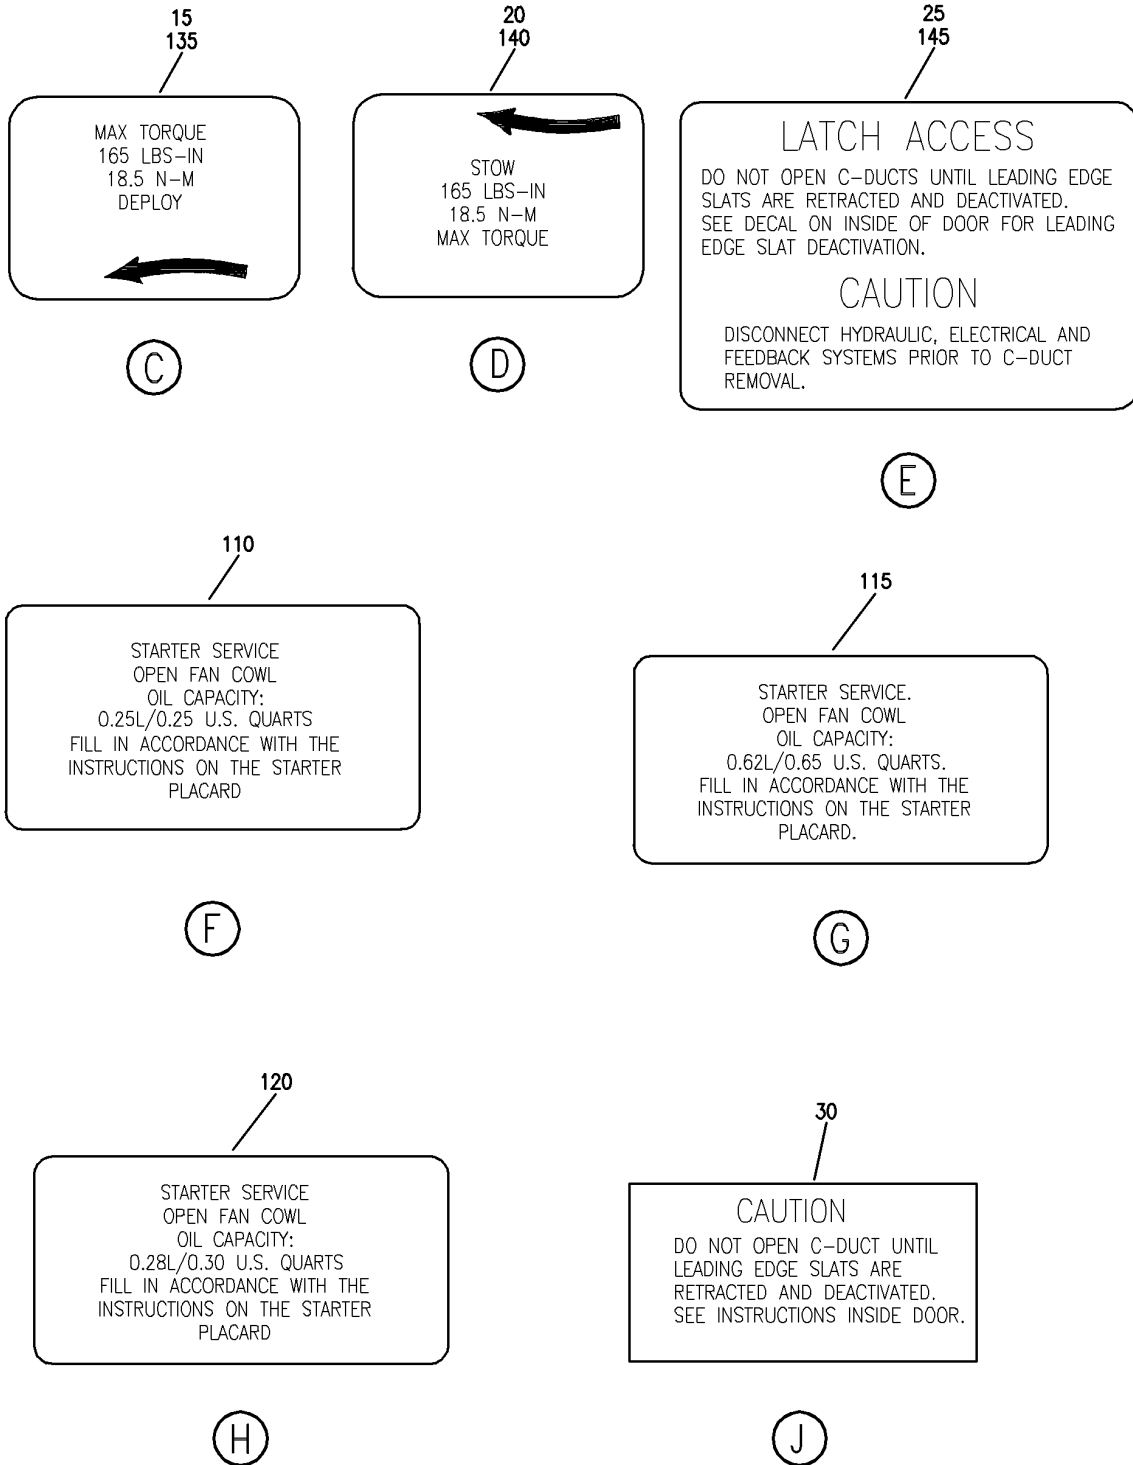 15
135
MAX TORQUE
165 LBS-IN
18.5 N-M
DEPLOY
C
20
140
STOW
165 LBS-IN
18.5 N-M
MAX TORQUE
D
25
145
LATCH ACCESS
DO NOT OPEN C-DUCTS UNTIL LEADING EDGE
SLATS ARE RETRACTED AND DEACTIVATED.
SEE DECAL ON INSIDE OF DOOR FOR LEADING
EDGE SLAT DEACTIVATION.
CAUTION
DISCONNECT HYDRAULIC, ELECTRICAL AND
FEEDBACK SYSTEMS PRIOR TO C-DUCT
REMOVAL.
E
110
STARTER SERVICE
OPEN FAN COWL
OIL CAPACITY:
0.25L/0.25 U.S. QUARTS
FILL IN ACCORDANCE WITH THE
INSTRUCTIONS ON THE STARTER
PLACARD
F
115
STARTER SERVICE.
OPEN FAN COWL
OIL CAPACITY:
0.62L/0.65 U.S. QUARTS.
FILL IN ACCORDANCE WITH THE
INSTRUCTIONS ON THE STARTER
PLACARD.
G
120
STARTER SERVICE
OPEN FAN COWL
OIL CAPACITY:
0.28L/0.30 U.S. QUARTS
FILL IN ACCORDANCE WITH THE
INSTRUCTIONS ON THE STARTER
PLACARD
H
30
CAUTION
DO NOT OPEN C-DUCT UNTIL
LEADING EDGE SLATS ARE
RETRACTED AND DEACTIVATED.
SEE INSTRUCTIONS INSIDE DOOR.
J